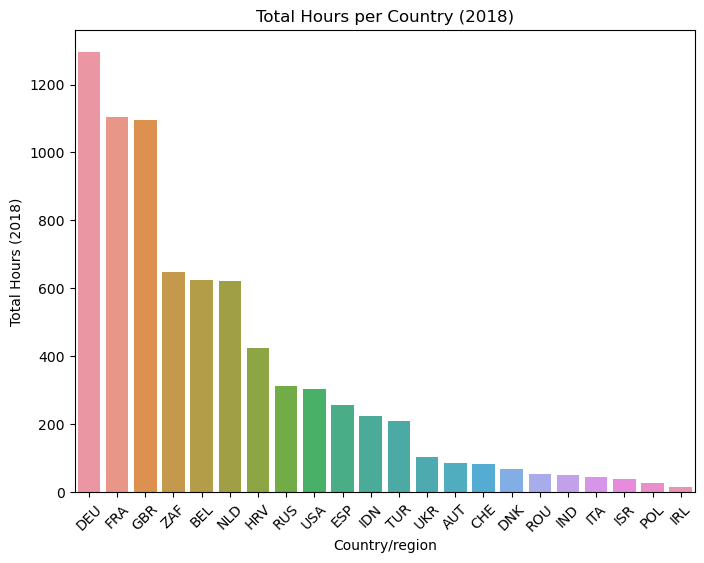 Total Hours per Country (2018)
Total Hours (2018)
1200
1000
800
600
400
200
0
DEU FRA GBR ZAF BEL NLD HRV RUS USA ESP IDN TUR UKR AUT CHE DNK ROU IND ITA ISR POL IRL
Country/region